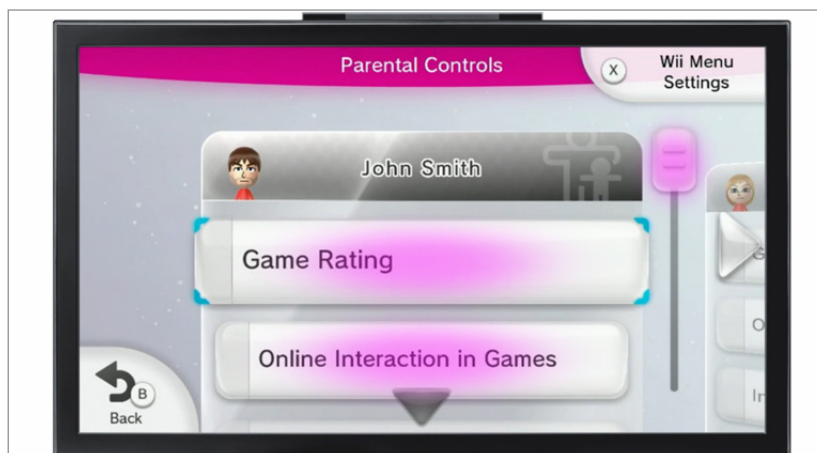 Parental Controls
X
Wii Menu
Settings
John Smith
Game Rating
Online Interaction in Games
B
Back